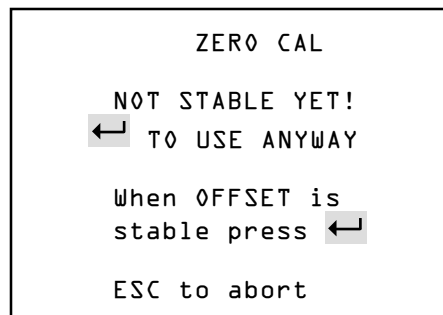 ZERO CAL
NOT STABLE YET!
← TO USE ANYWAY
When OFFSET is
stable press ←
ESC to abort